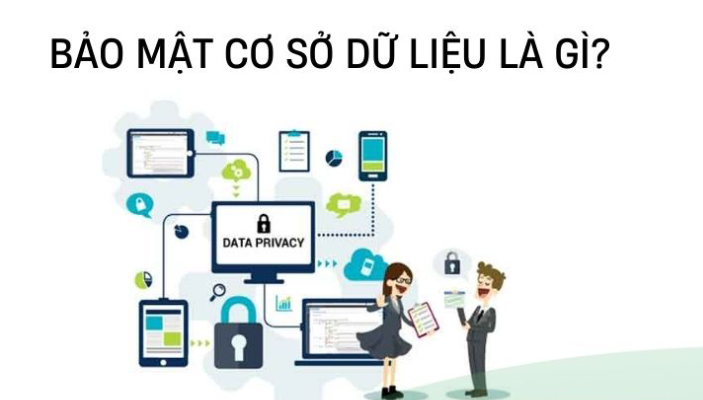 BẢO MẬT CƠ SỞ DỮ LIỆU LÀ GÌ?
DATA PRIVACY